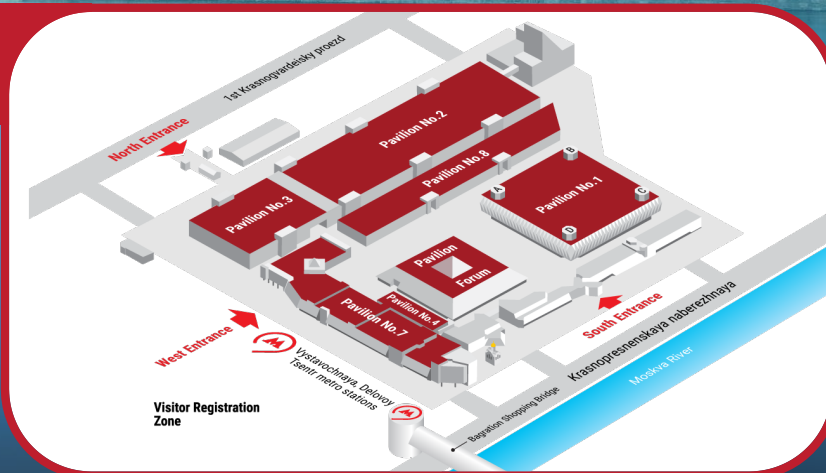 1st Krasnogvardeisky proezd
North Entrance
Pavilion No.2
Pavilion No.8
Pavilion No.3
B
A
Pavilion No.1
C
D
Pavilion
Forum
Pavilion No.4
Pavilion No.7
South Entrance
Krasnopresnenskaya naberezhnaya
Moskva River
West Entrance
Vystavochnaya, Delovoy
Tsentr metro stations
Visitor Registration
Zone
Bagration Shopping Bridge